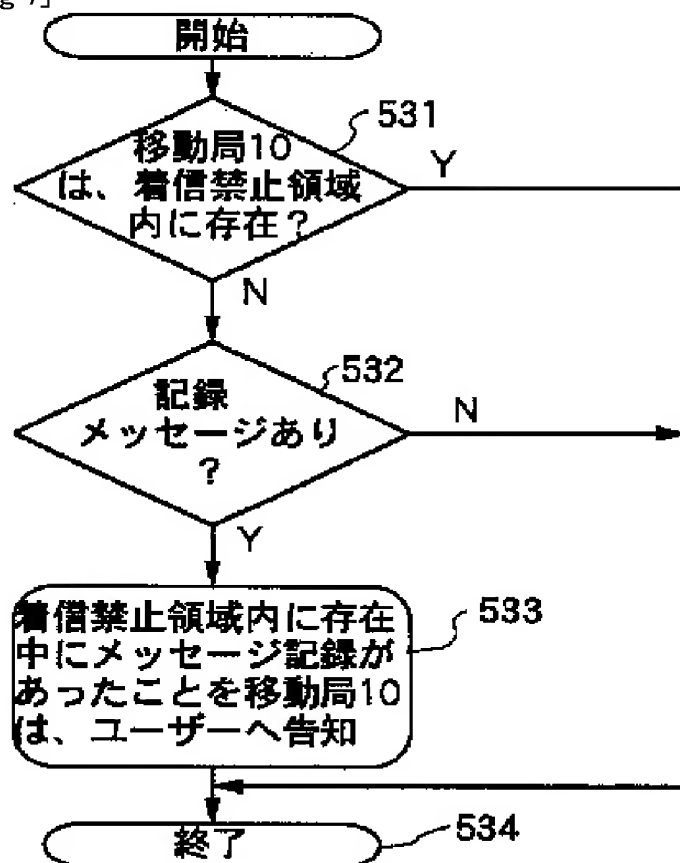 g 7]
開始
移動局10
は、着信禁止領域
内に存在?
531
Y
N
記録
メッセージあり
?
532
N
Y
着信禁止領域内に存在
中にメッセージ記録が
あったことを移動局10
は、ユーザーへ告知
533
終了
534